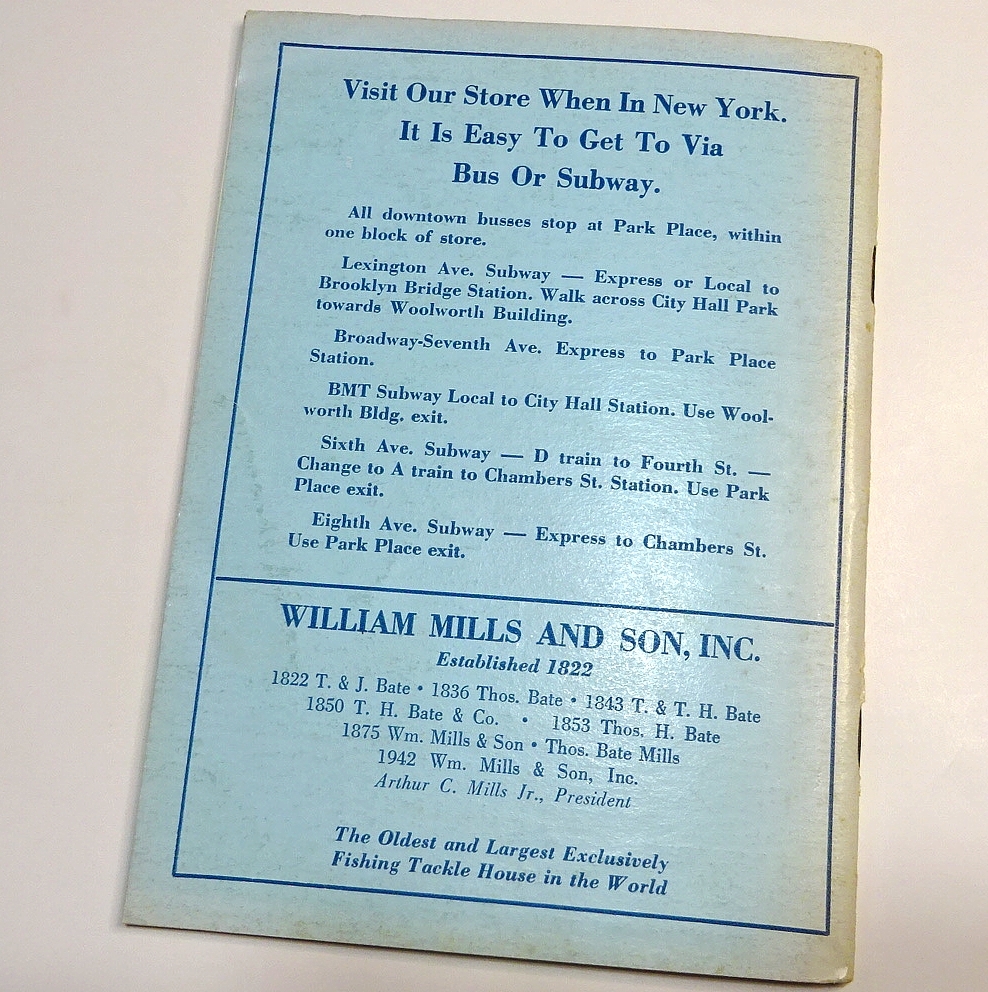 Visit Our Store When In New York.
It Is Easy To Get To Via
Bus Or Subway.
All downtown busses stop at Park Place, within
one block of store.
Lexington Ave. Subway — Express or Local to
Brooklyn Bridge Station. Walk across City Hall Park
towards Woolworth Building.
Broadway-Seventh Ave. Express to Park Place
Station.
BMT Subway Local to City Hall Station. Use Wool-
worth Bldg. exit.
Sixth Ave. Subway — D train to Fourth St. —
Change to A train to Chambers St. Station. Use Park
Place exit.
Eighth Ave. Subway — Express to Chambers St.
Use Park Place exit.
WILLIAM MILLS AND SON, INC.
Established 1822
1822 T. & J. Bate • 1836 Thos. Bate • 1843 T. & T. H. Bate
1850 T. H. Bate & Co. • 1853 Thos. H. Bate
1875 Wm. Mills & Son • Thos. Bate Mills
1942 Wm. Mills & Son, Inc.
Arthur C. Mills Jr., President
The Oldest and Largest Exclusively
Fishing Tackle House in the World